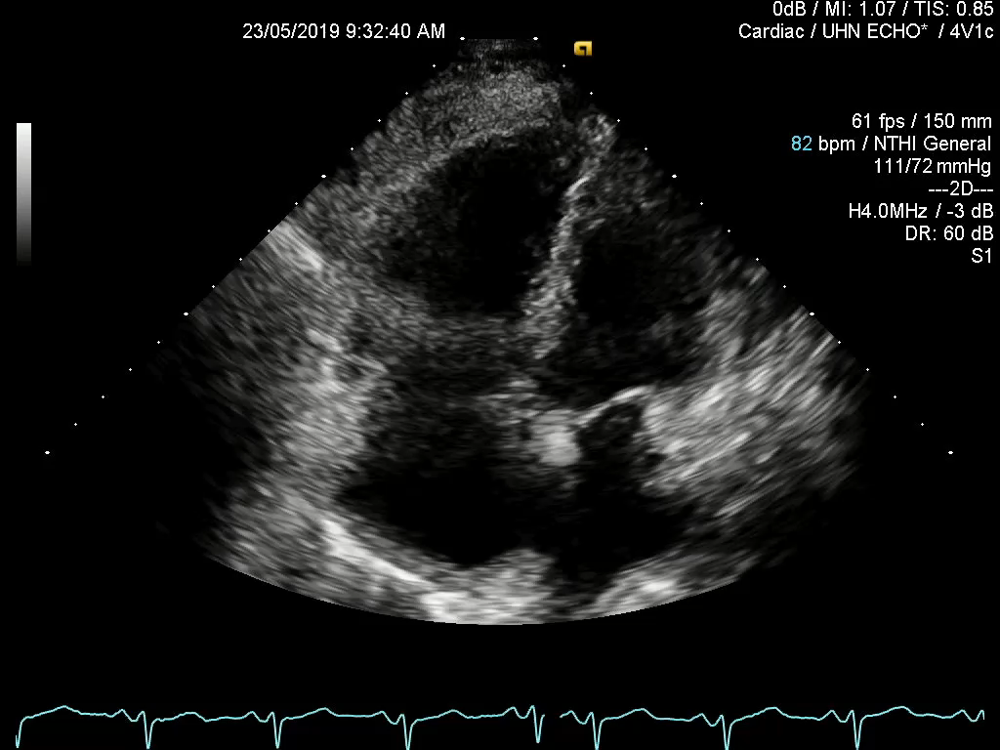 0dB / MI: 1.07 / TIS: 0.85
23/05/2019 9:32:40 AM
Cardiac / UHN ECHO* / 4V1c
61 fps / 150 mm
82 bpm / NTHI General
111/72 mmHg
---2D---
H4.0MHz / -3 dB
DR: 60 dB
S1